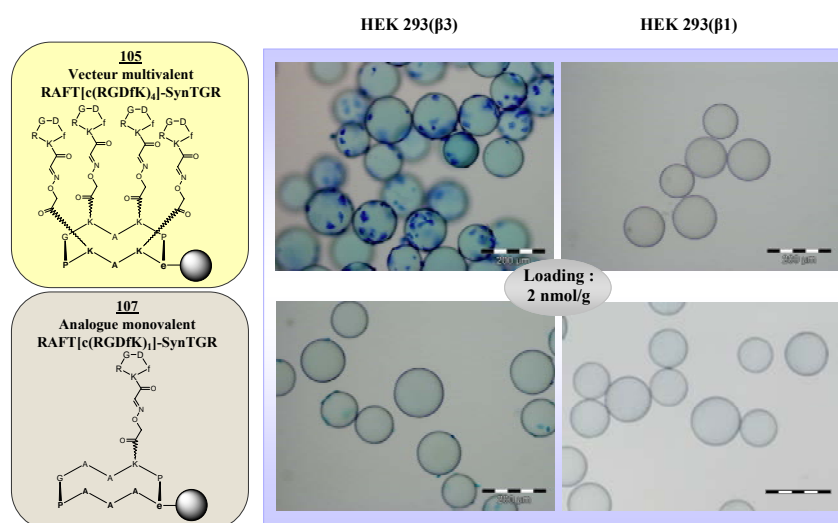 HEK 293(β3)
HEK 293(β1)
105
Vecteur multivalent
RAFT[c(RGDfK)4]-SynTGR
G D G D G D G D
R f R f R f R f
K K K K
O O O O
N N N N
O O O O
O O O O
K A K
G P
P K A K e
200 µm
200 µm
Loading :
2 nmol/g
107
Analogue monovalent
RAFT[c(RGDfK)1]-SynTGR
G D
R f
K
O
N
O
O
G A A K P
P A A A e
200 µm